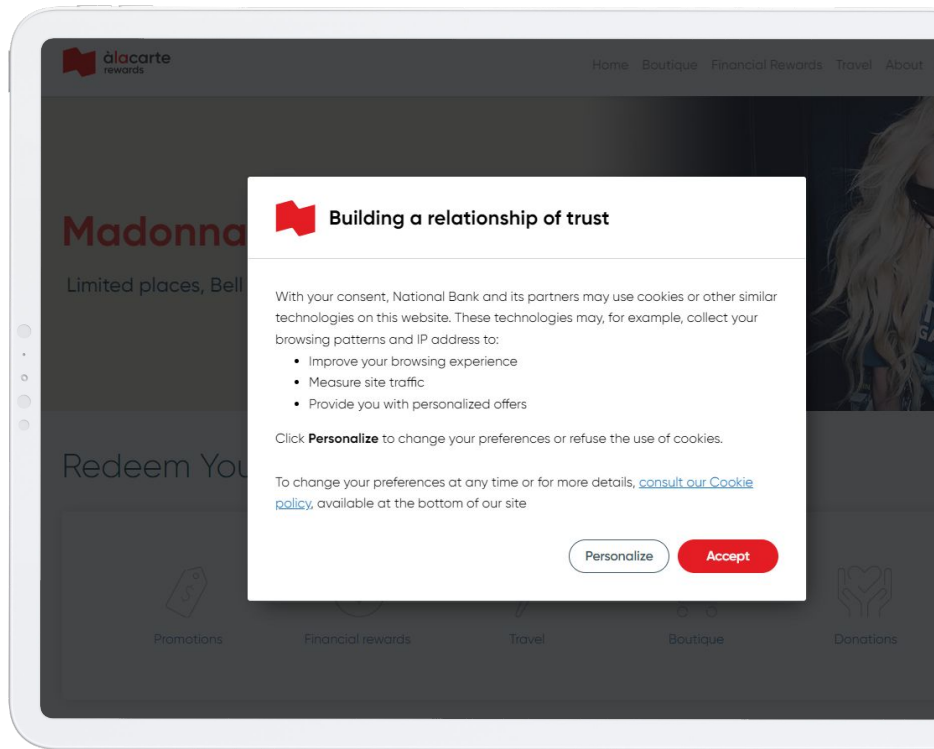 àlacarte
rewards
Home Boutique Financial Rewards Travel About
Madonna
Limited places, Bell
Building a relationship of trust
With your consent, National Bank and its partners may use cookies or other similar
technologies on this website. These technologies may, for example, collect your
browsing patterns and IP address to:
• Improve your browsing experience
• Measure site traffic
• Provide you with personalized offers
Click Personalize to change your preferences or refuse the use of cookies.
To change your preferences at any time or for more details, consult our Cookie
policy, available at the bottom of our site
Personalize Accept
Redeem You
Promotions Financial rewards Travel Boutique Donations